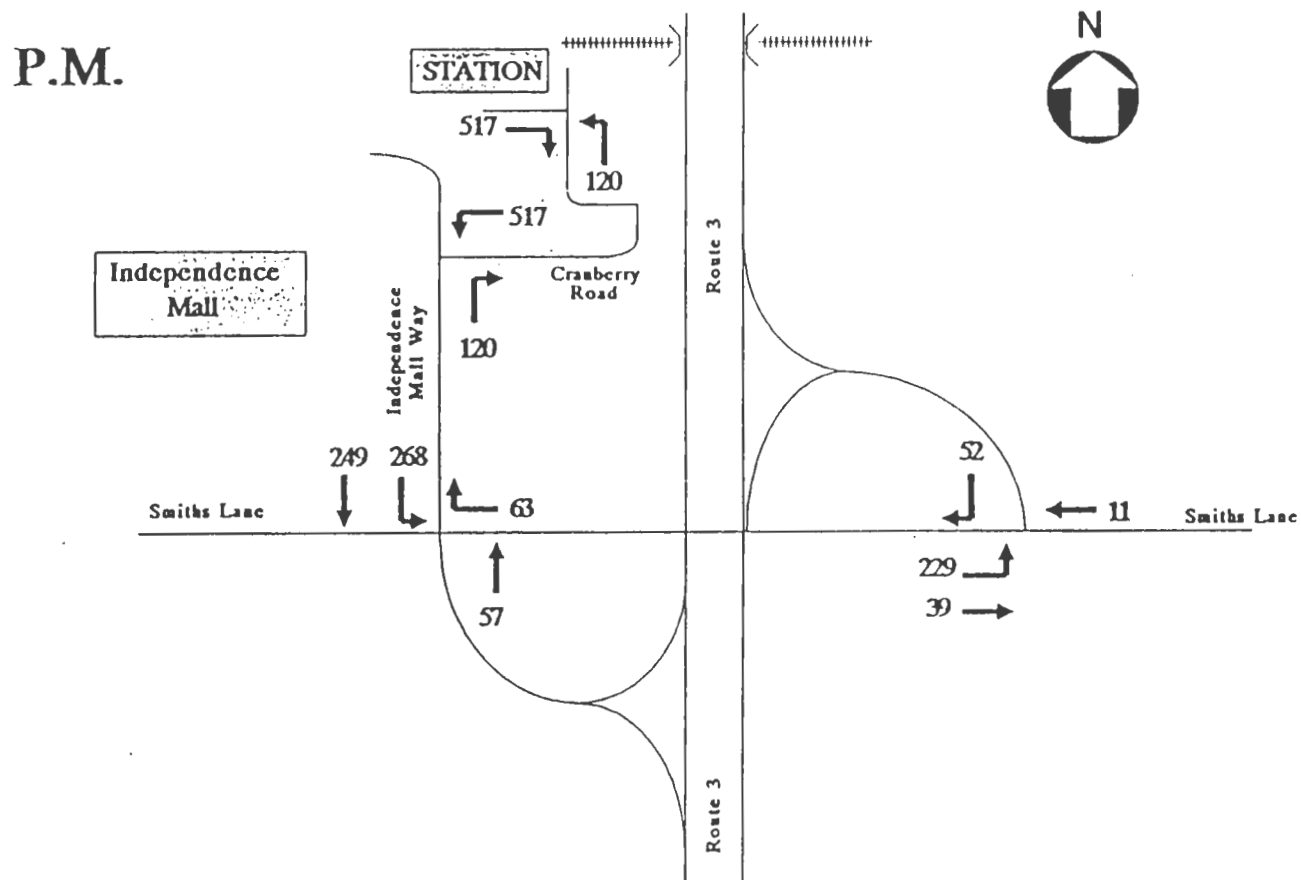 P.M.
N
STATION
517
120
517
Independence
Mall
Cranberry
Road
Route 3
Independence
Mall Way
120
249
268
52
Smiths Lane
63
11
Smiths Lane
229
57
39
Route 3